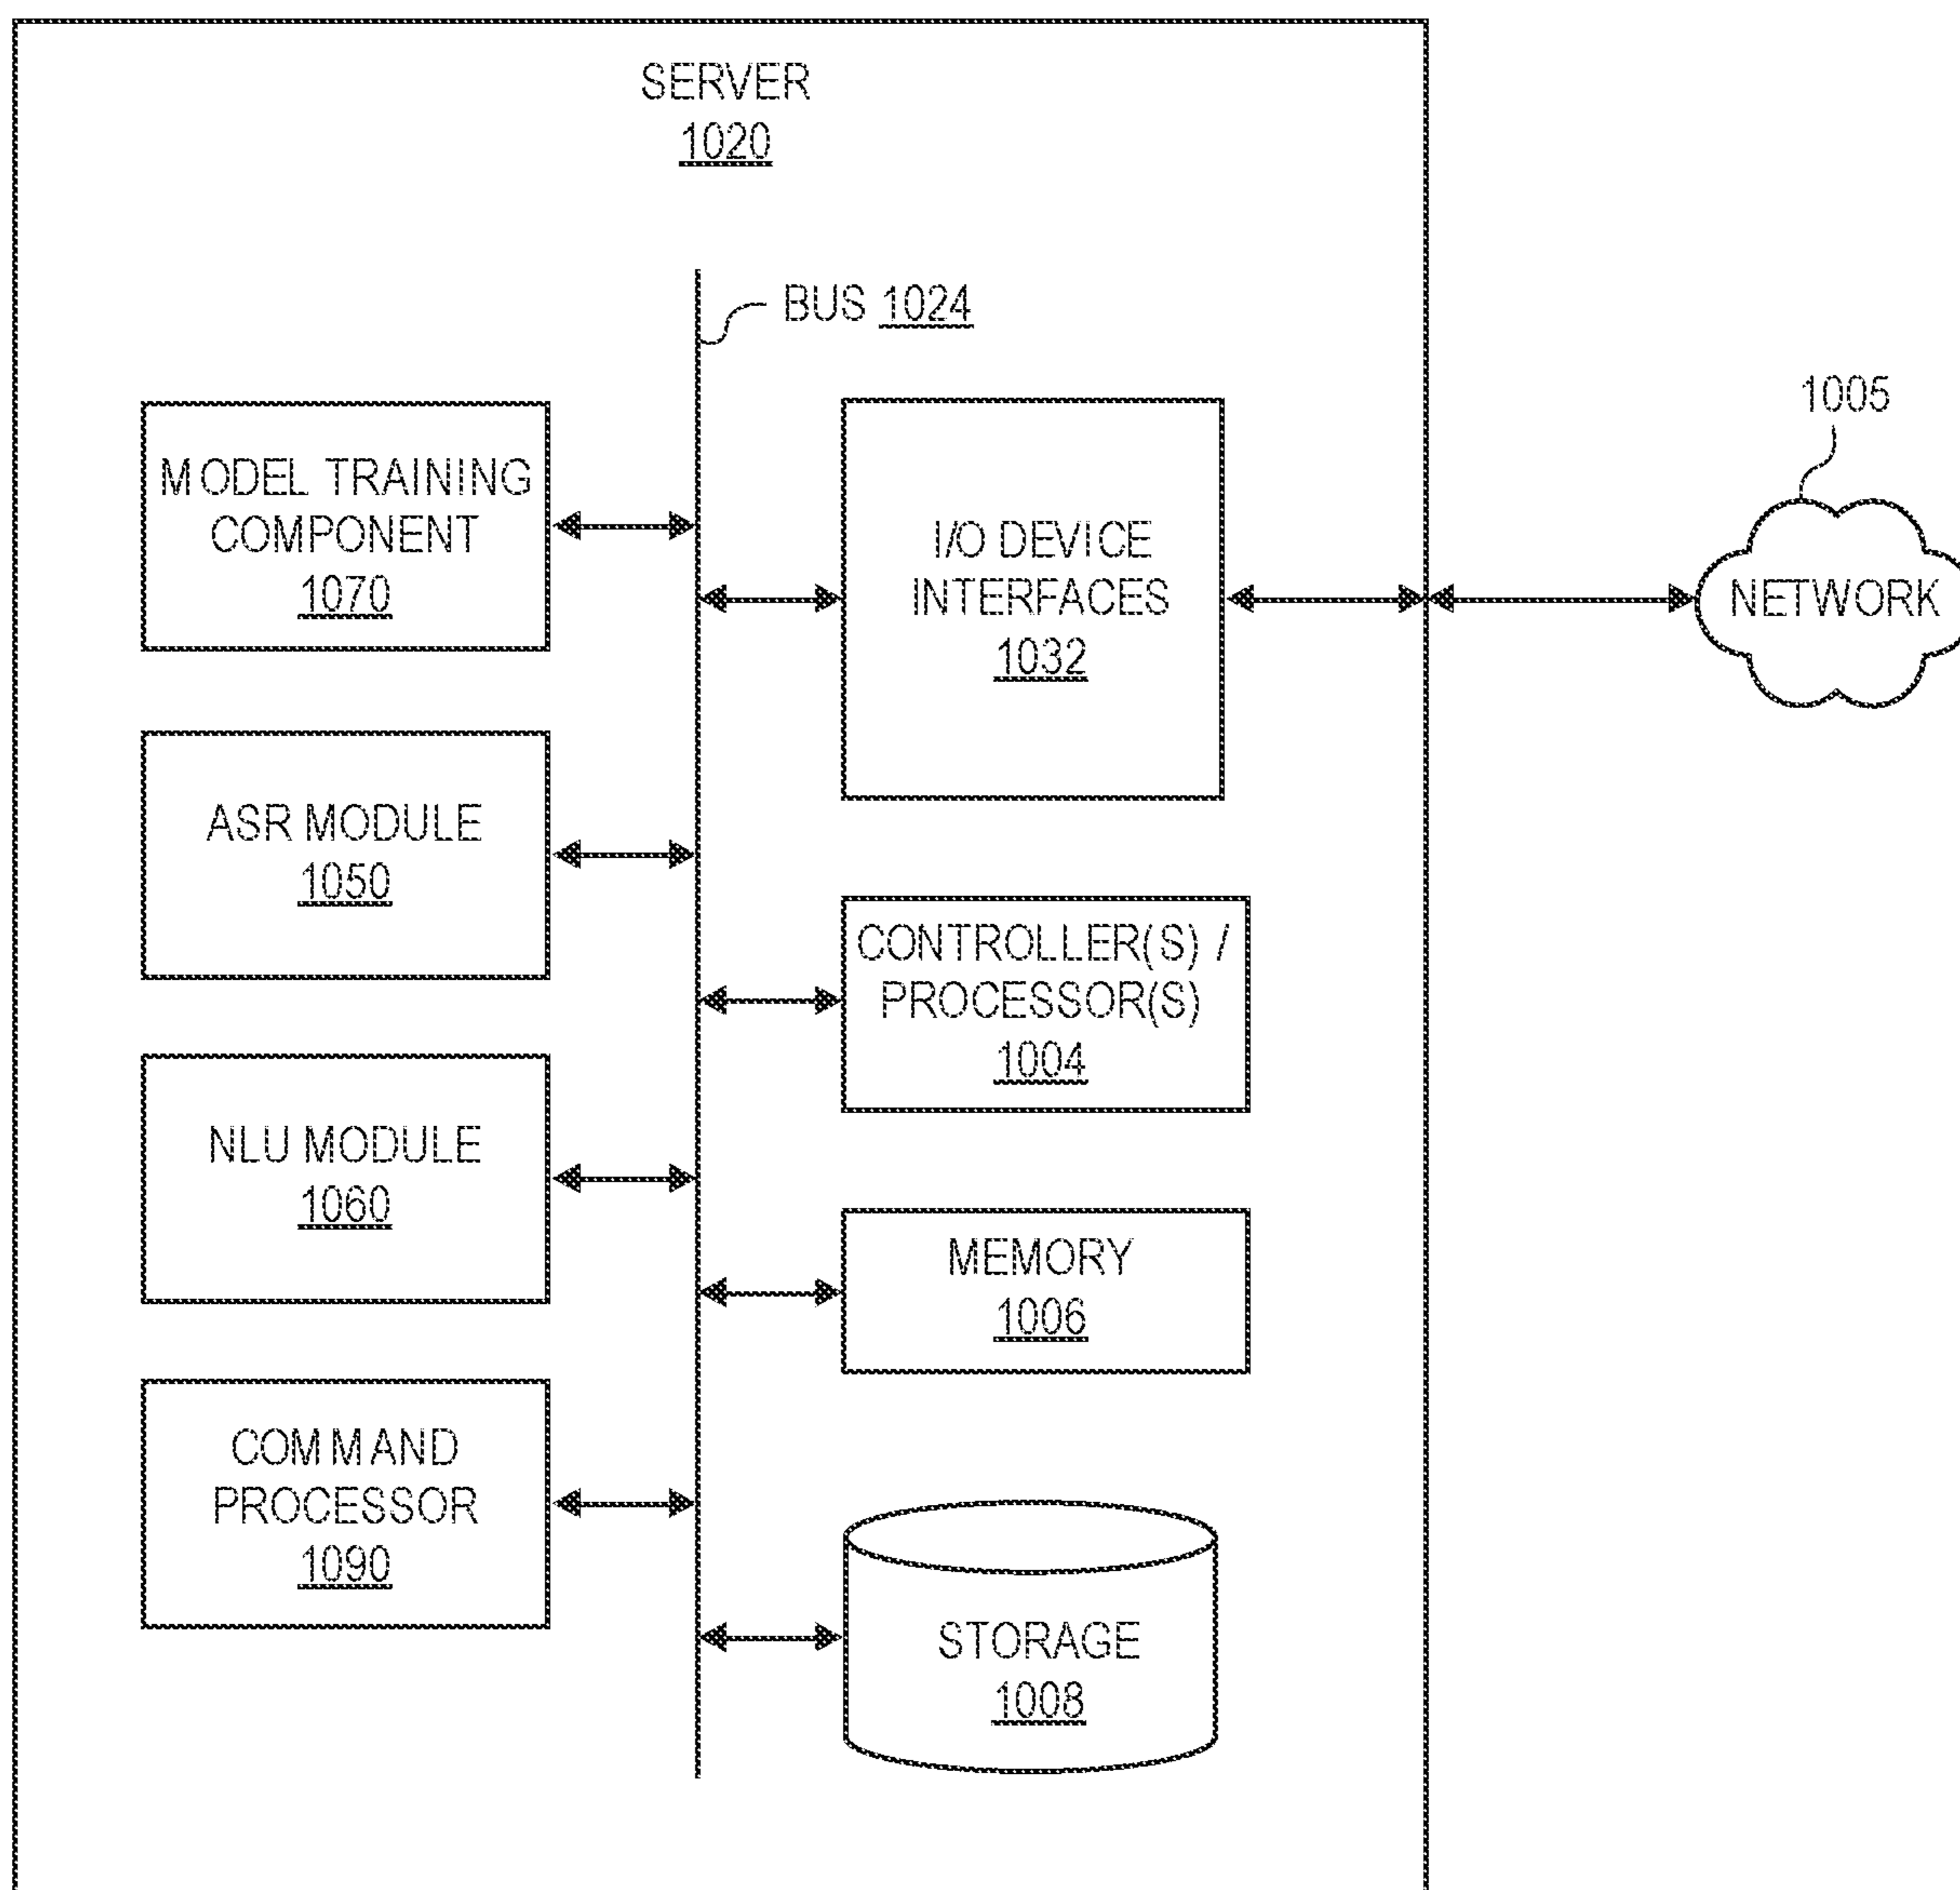 SERVER
1020
BUS 1024
MODEL TRAINING
COMPONENT
1070
I/O DEVICE
INTERFACES
1032
1005
NETWORK
ASR MODULE
1050
CONTROLLER(S) /
PROCESSOR(S)
1004
NLU MODULE
1060
MEMORY
1006
COMMAND
PROCESSOR
1090
STORAGE
1008